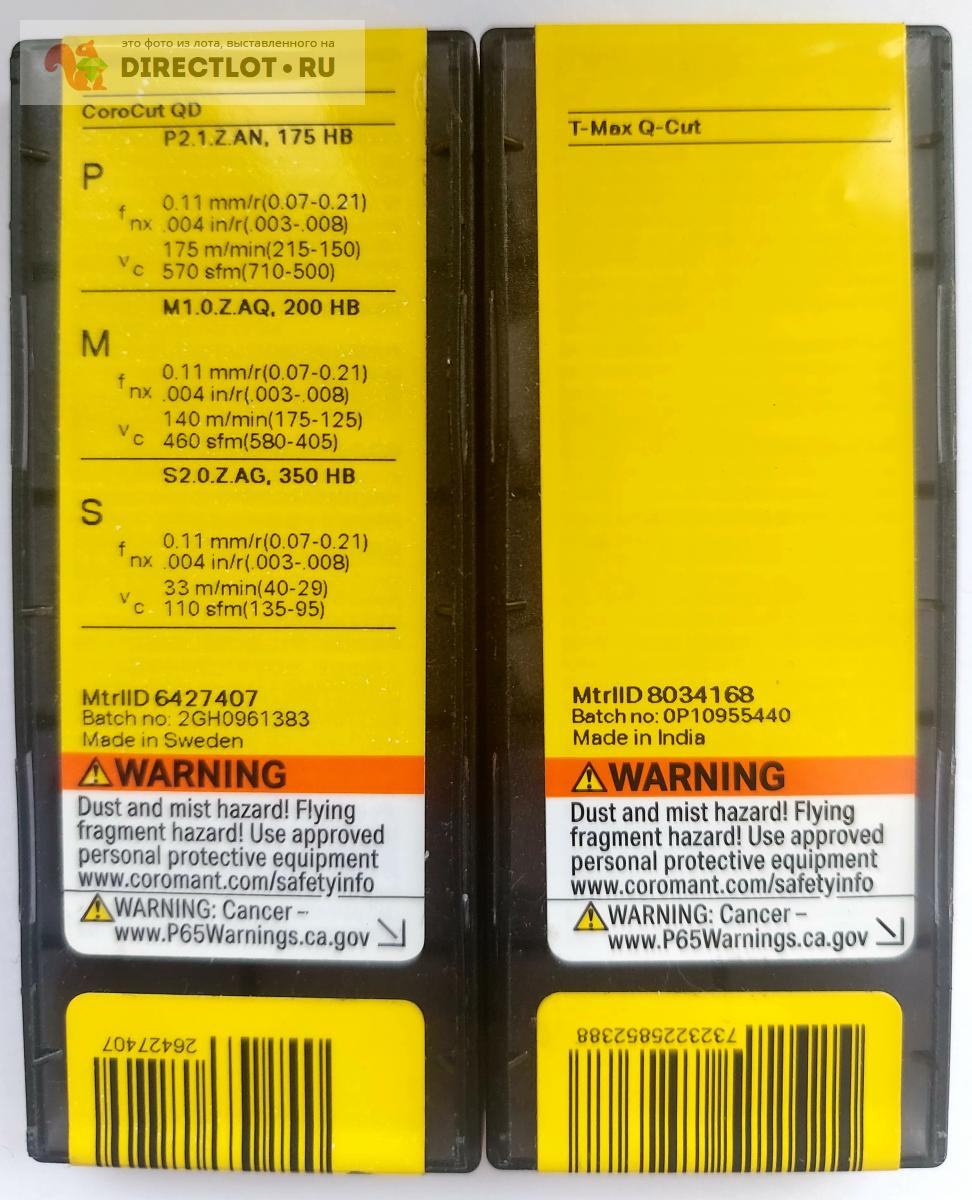 это фото из лота, выставленного на
DIRECTLOT•RU
CoroCut QD
P2.1.Z.AN, 175 HB
P
fnx 0.11 mm/r(0.07-0.21)
.004 in/r(.003-.008)
vc 175 m/min(215-150)
570 sfm(710-500)
M1.0.Z.AQ, 200 HB
M
fnx 0.11 mm/r(0.07-0.21)
.004 in/r(.003-.008)
vc 140 m/min(175-125)
460 sfm(580-405)
S2.0.Z.AG, 350 HB
S
fnx 0.11 mm/r(0.07-0.21)
.004 in/r(.003-.008)
vc 33 m/min(40-29)
110 sfm(135-95)
MtrlID 6427407
Batch no: 2GH0961383
Made in Sweden
WARNING
Dust and mist hazard! Flying
fragment hazard! Use approved
personal protective equipment
www.coromant.com/safetyinfo
WARNING: Cancer –
www.P65Warnings.ca.gov
26427407
T-Max Q-Cut
MtrlID 8034168
Batch no: 0P10955440
Made in India
WARNING
Dust and mist hazard! Flying
fragment hazard! Use approved
personal protective equipment
www.coromant.com/safetyinfo
WARNING: Cancer –
www.P65Warnings.ca.gov
7323225852388